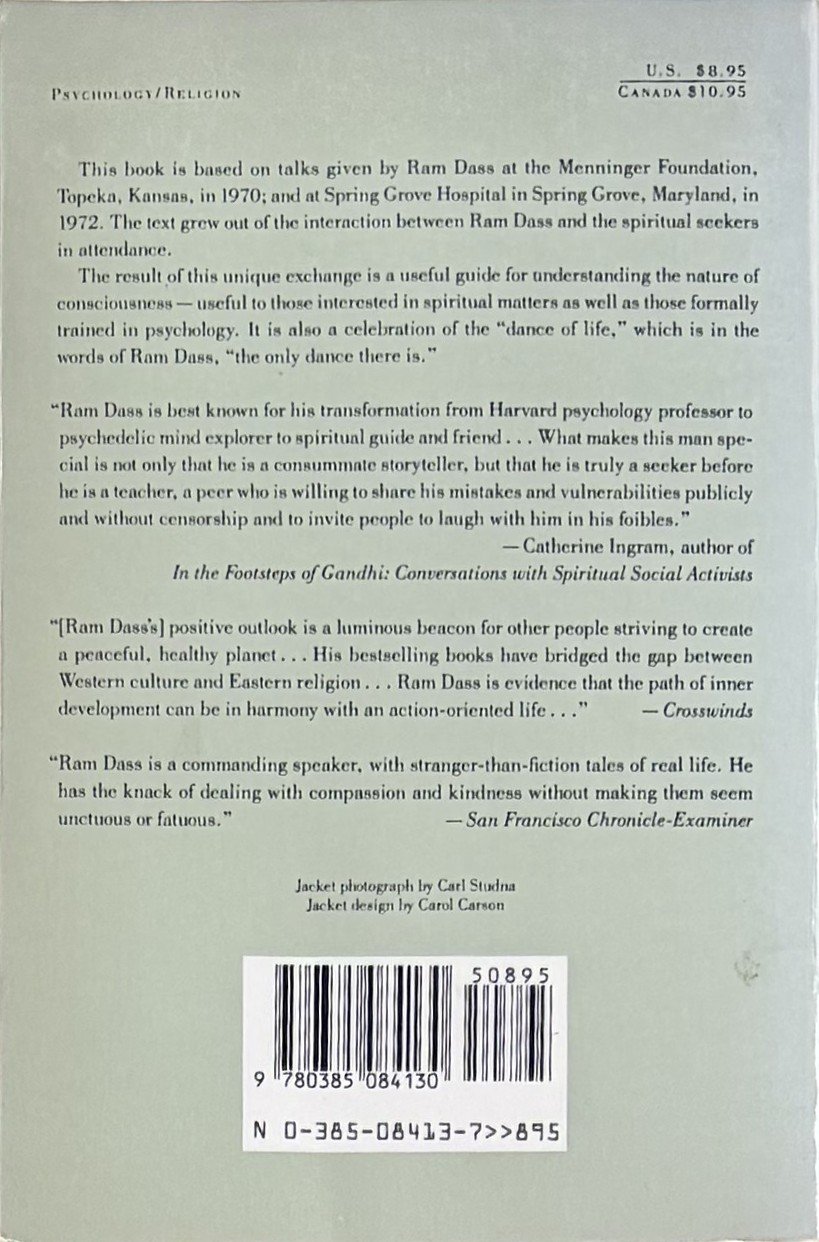 PSYCHOLOGY/RELIGION
U.S. $8.95
CANADA $10.95
This book is based on talks given by Ram Dass at the Menninger Foundation,
Topeka, Kansas, in 1970; and at Spring Grove Hospital in Spring Grove, Maryland, in
1972. The text grew out of the interaction between Ram Dass and the spiritual seekers
in attendance.
The result of this unique exchange is a useful guide for understanding the nature of
consciousness — useful to those interested in spiritual matters as well as those formally
trained in psychology. It is also a celebration of the “dance of life,” which is in the
words of Ram Dass, “the only dance there is.”
“Ram Dass is best known for his transformation from Harvard psychology professor to
psychedelic mind explorer to spiritual guide and friend . . . What makes this man spe-
cial is not only that he is a consummate storyteller, but that he is truly a seeker before
he is a teacher, a peer who is willing to share his mistakes and vulnerabilities publicly
and without censorship and to invite people to laugh with him in his foibles.”
— Catherine Ingram, author of
In the Footsteps of Gandhi: Conversations with Spiritual Social Activists
“[Ram Dass's] positive outlook is a luminous beacon for other people striving to create
a peaceful, healthy planet . . . His bestselling books have bridged the gap between
Western culture and Eastern religion . . . Ram Dass is evidence that the path of inner
development can be in harmony with an action-oriented life . . .” — Crosswinds
“Ram Dass is a commanding speaker, with stranger-than-fiction tales of real life. He
has the knack of dealing with compassion and kindness without making them seem
unctuous or fatuous.” — San Francisco Chronicle-Examiner
Jacket photograph by Carl Studna
Jacket design by Carol Carson
50895
9 780385 084130
N 0-385-08413-7>>895